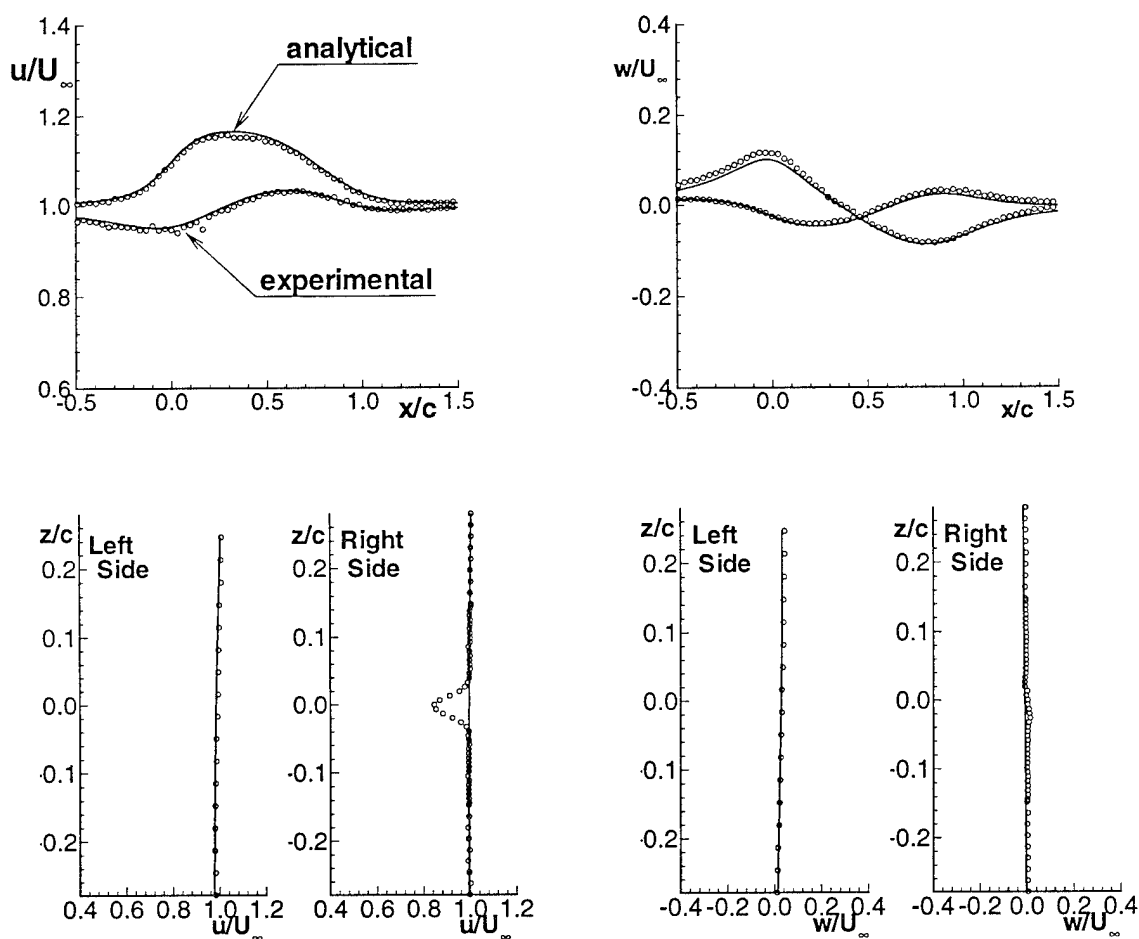 1.4
u/U∞
1.2
1.0
0.8
0.6
-0.5 0.0 0.5 1.0 1.5
x/c
analytical
experimental
0.4
w/U∞
0.2
0.0
-0.2
-0.4
-0.5 0.0 0.5 1.0 1.5
x/c
z/c
Left
Side
0.2
0.1
0.0
-0.1
-0.2
0.4 0.6 0.8 1.0 1.2
u/U∞
z/c
Right
Side
0.2
0.1
0.0
-0.1
-0.2
0.4 0.6 0.8 1.0 1.2
u/U∞
z/c
Left
Side
0.2
0.1
0.0
-0.1
-0.2
-0.4 -0.2 0.0 0.2 0.4
w/U∞
z/c
Right
Side
0.2
0.1
0.0
-0.1
-0.2
-0.4 -0.2 0.0 0.2 0.4
w/U∞